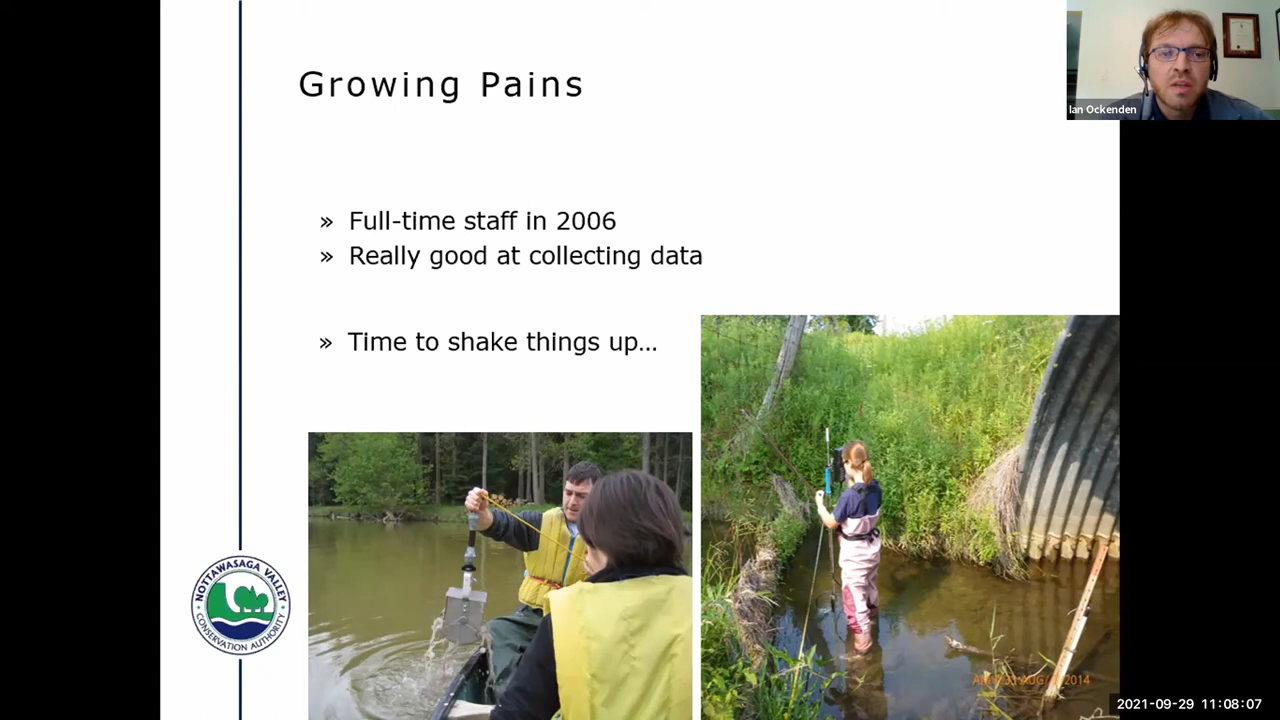 Growing Pains
Ian Ockenden
» Full-time staff in 2006
» Really good at collecting data
» Time to shake things up…
NOTTAWASAGA VALLEY
CONSERVATION AUTHORITY
2014
2021-09-29 11:08:07